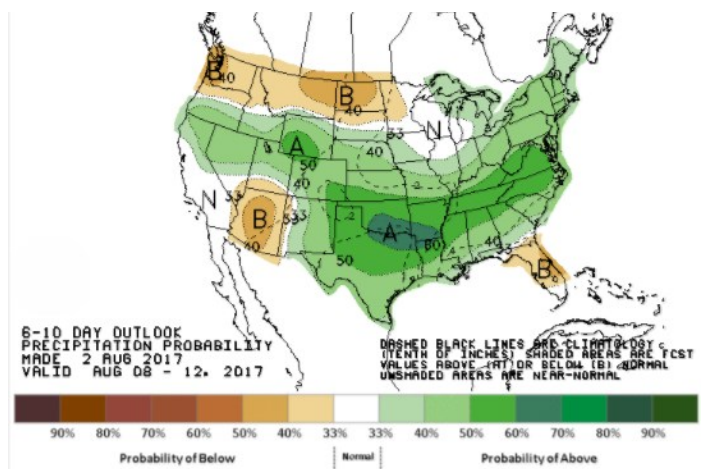 B
40
B
40
33
N
40
A
50
40
N
33
33
B
40
A
60
50
40
B
6-10 DAY OUTLOOK
PRECIPITATION PROBABILITY
MADE 2 AUG 2017
VALID AUG 08 - 12, 2017
DASHED BLACK LINES ARE CLIMATOLOGY
(TENTH OF INCHES) SHADED AREAS ARE FCST
VALUES ABOVE (A) OR BELOW (B) NORMAL
UNSHADED AREAS ARE NEAR-NORMAL
90% 80% 70% 60% 50% 40% 33% 33% 40% 50% 60% 70% 80% 90%
Probability of Below Normal Probability of Above